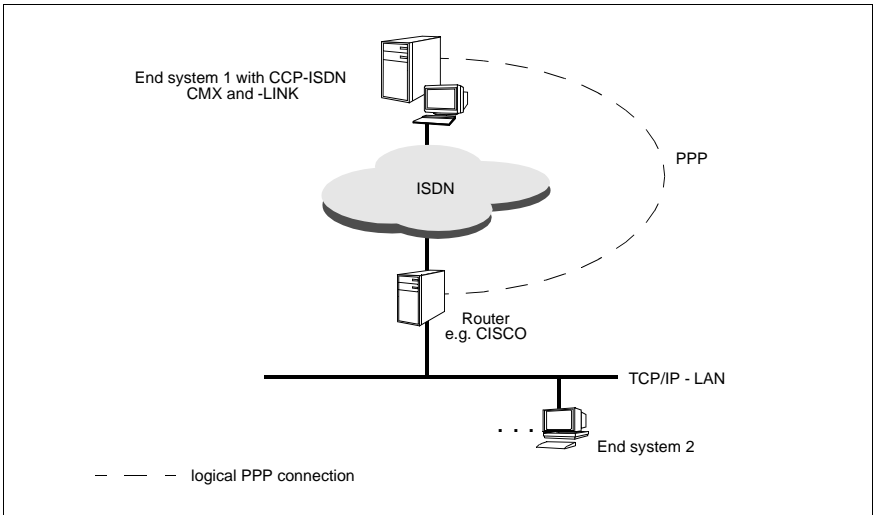 End system 1 with CCP-ISDN
CMX and -LINK
PPP
ISDN
Router
e.g. CISCO
TCP/IP - LAN
. . .
End system 2
logical PPP connection